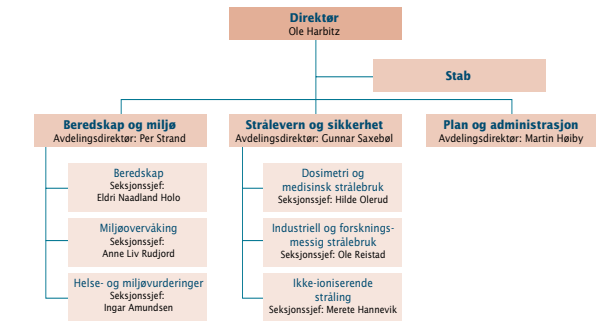 Direktør
Ole Harbitz
Stab
Beredskap og miljø
Avdelingsdirektør: Per Strand
Strålevern og sikkerhet
Avdelingsdirektør: Gunnar Saxebøl
Plan og administrasjon
Avdelingsdirektør: Martin Høiby
Beredskap
Seksjonssjef:
Eldri Naadland Holo
Miljøovervåking
Seksjonssjef:
Anne Liv Rudjord
Helse- og miljøvurderinger
Seksjonssjef:
Ingar Amundsen
Dosimetri og
medisinsk strålebruk
Seksjonssjef: Hilde Olerud
Industriell og forsknings-
messig strålebruk
Seksjonssjef: Ole Reistad
Ikke-ioniserende
stråling
Seksjonssjef: Merete Hannevik